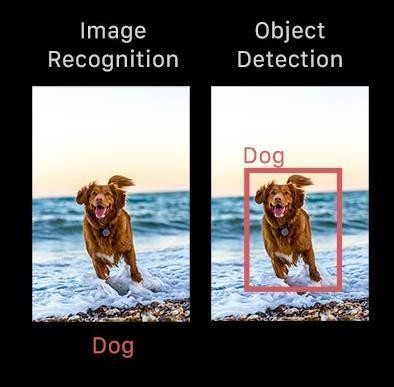 Image
Recognition
Object
Detection
Dog
Dog